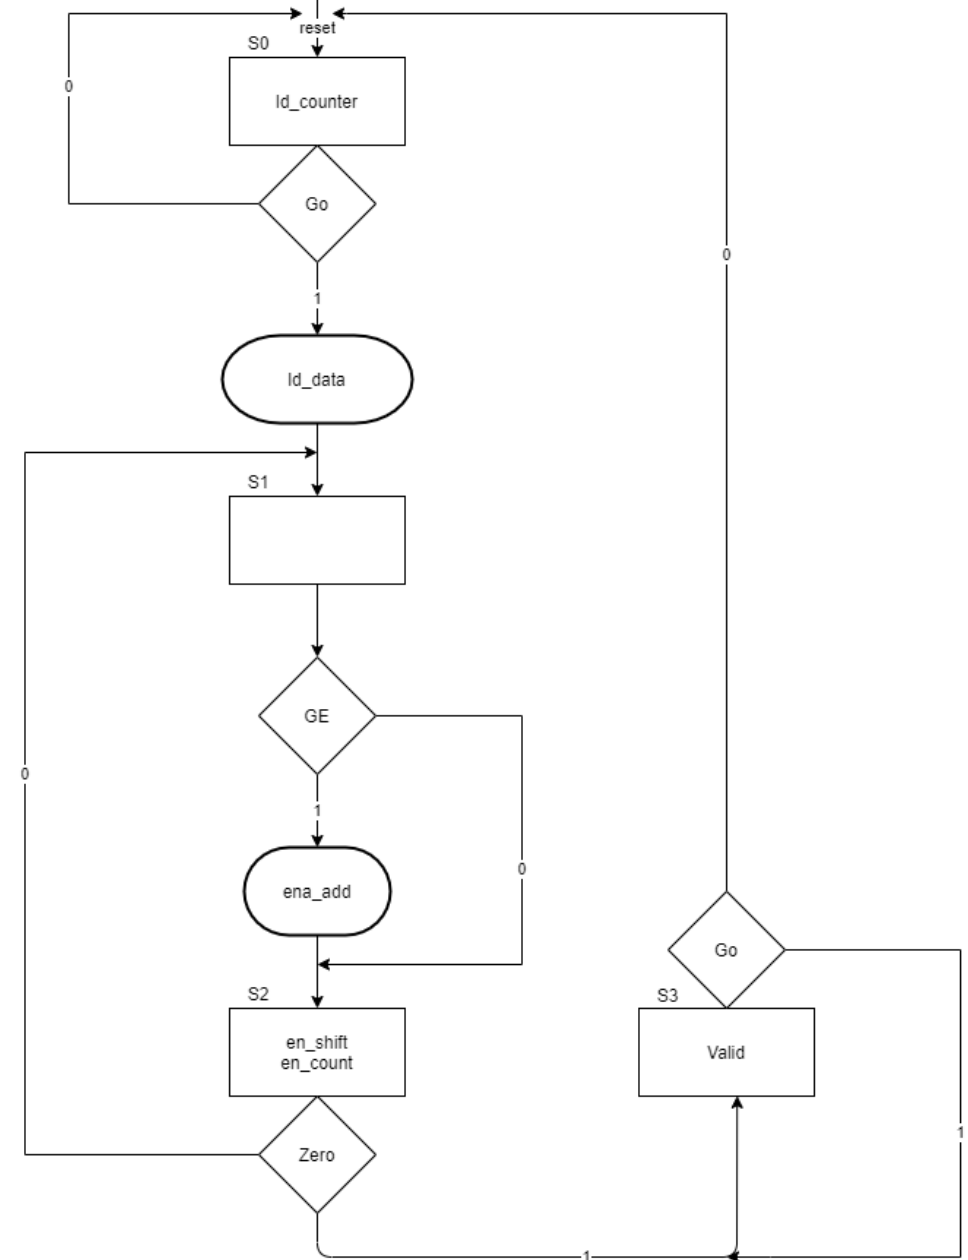 reset
S0
ld_counter
0
Go
0
1
ld_data
S1
GE
0
1
0
ena_add
Go
S2
S3
en_shift
en_count
Valid
1
Zero
1